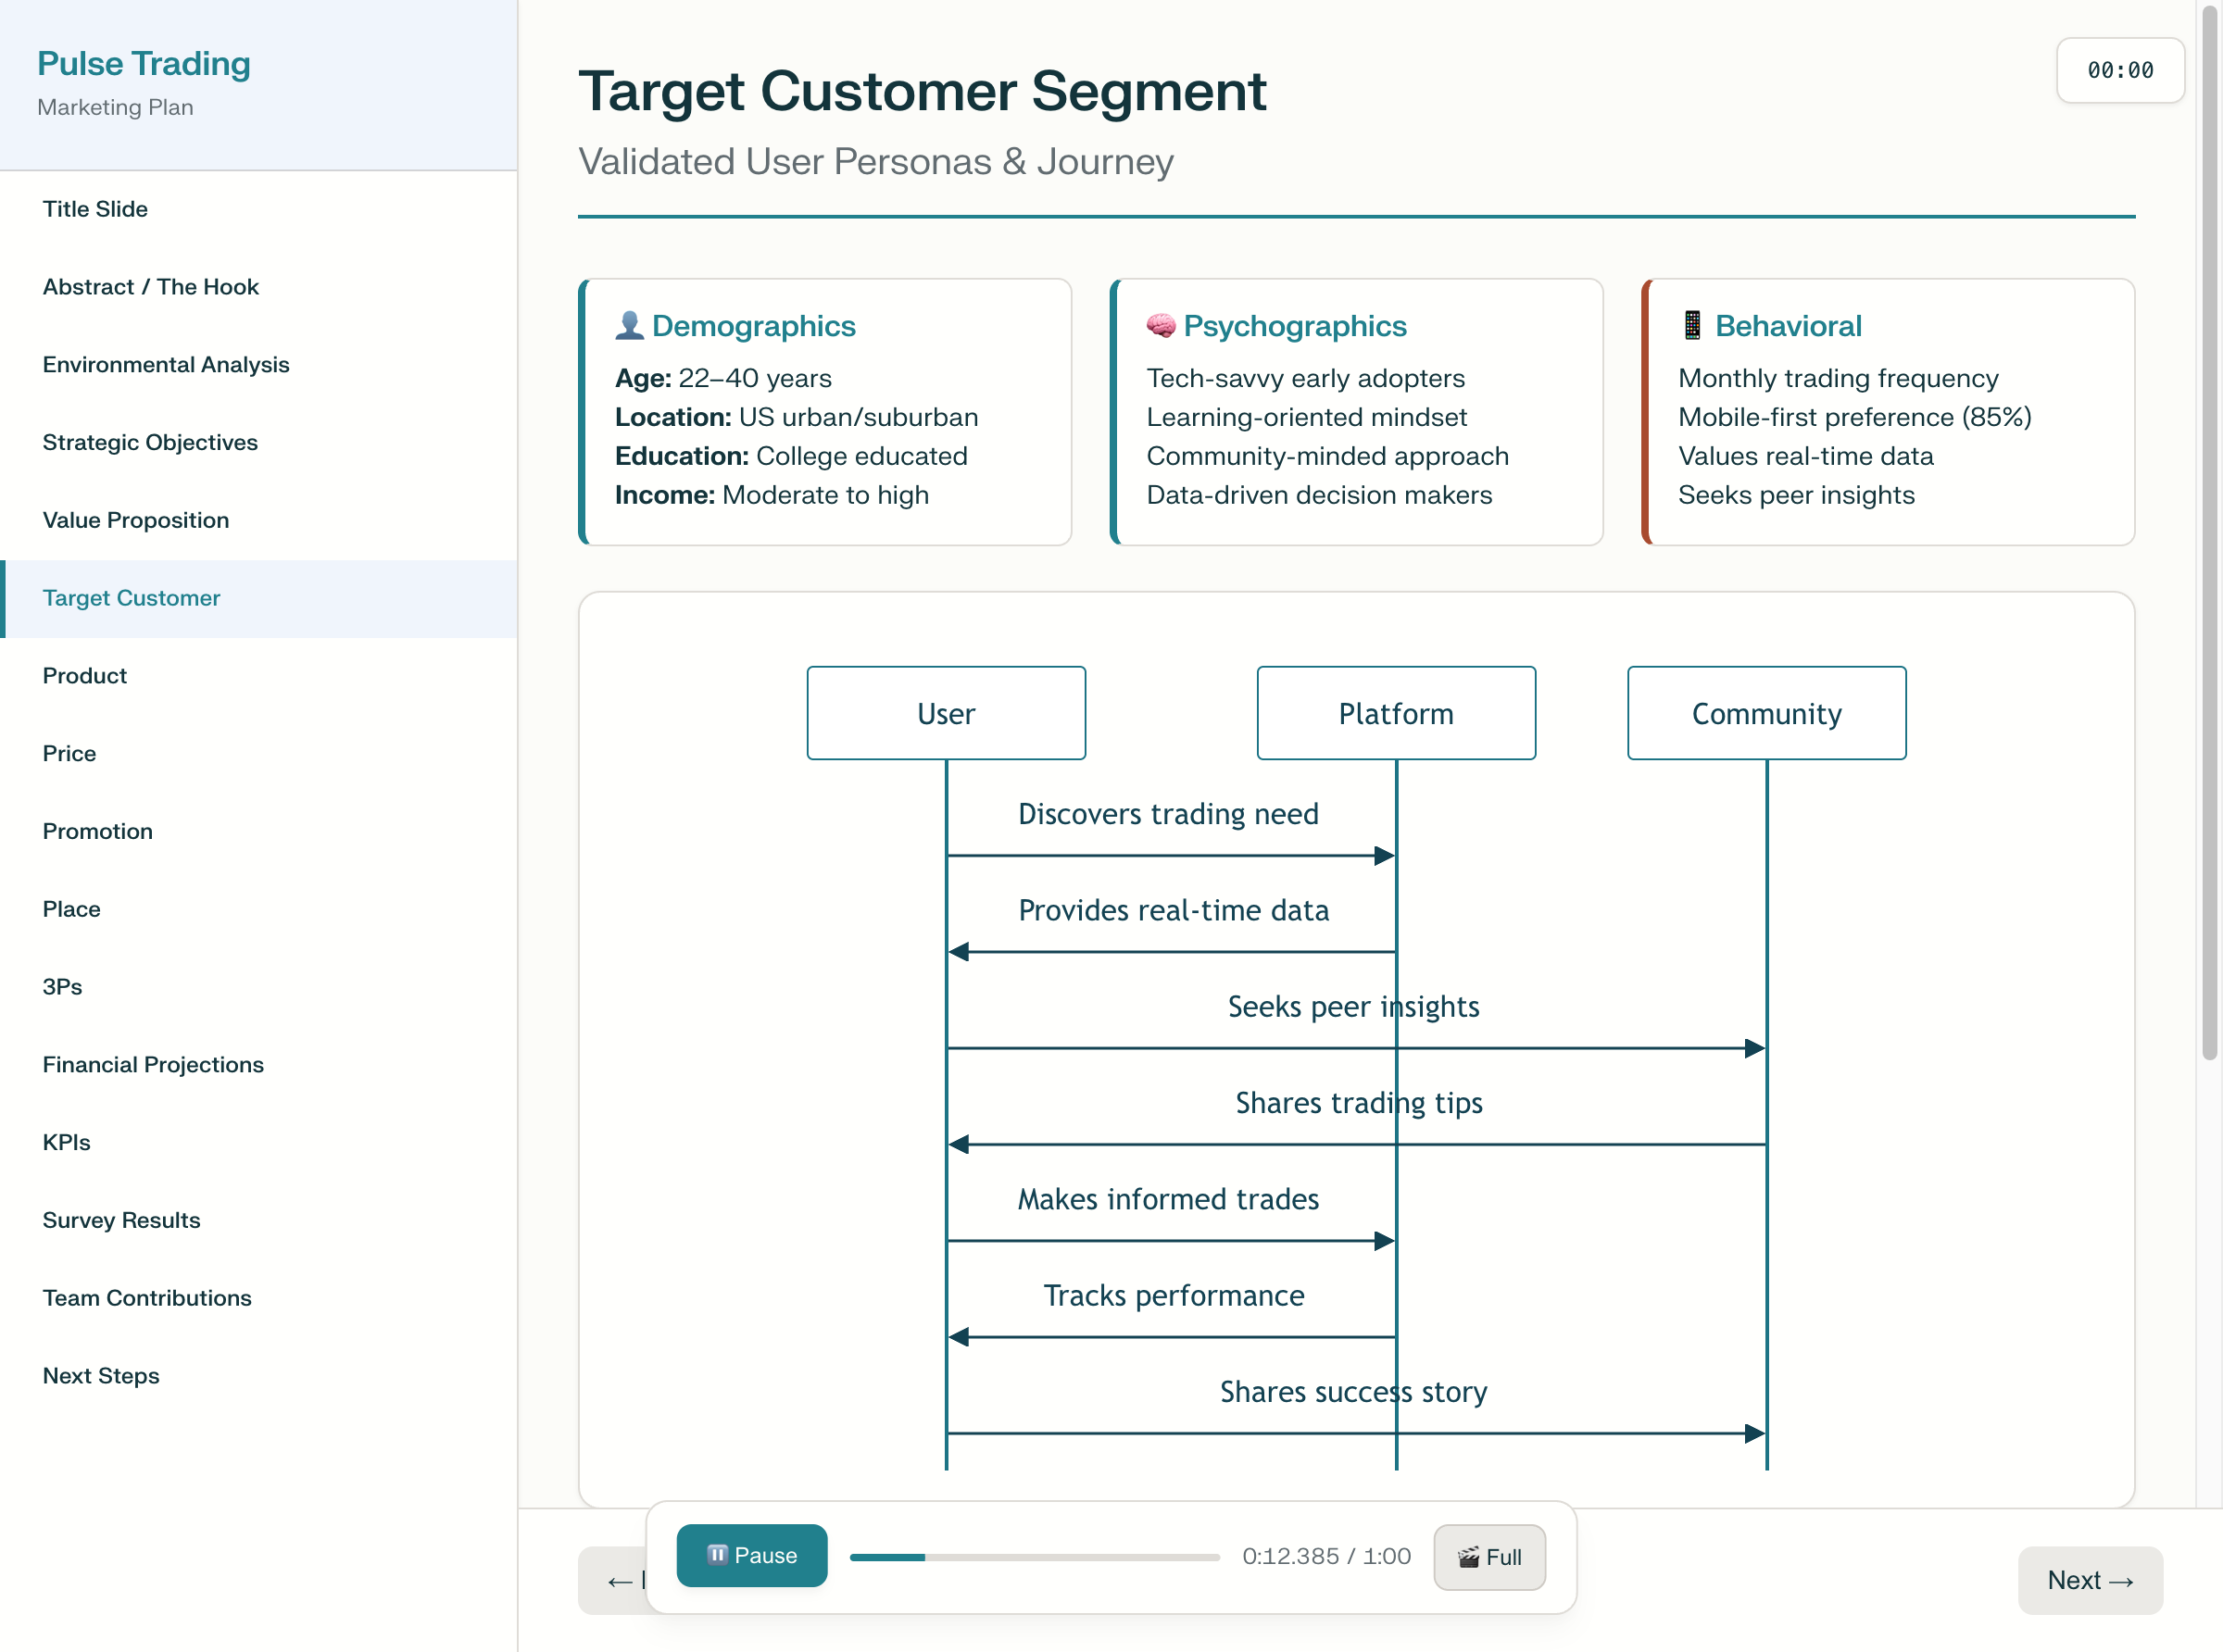 Pulse Trading
Marketing Plan
Title Slide
Abstract / The Hook
Environmental Analysis
Strategic Objectives
Value Proposition
Target Customer
Product
Price
Promotion
Place
3Ps
Financial Projections
KPIs
Survey Results
Team Contributions
Next Steps
00:00
Target Customer Segment
Validated User Personas & Journey
👤 Demographics
Age: 22–40 years
Location: US urban/suburban
Education: College educated
Income: Moderate to high
🧠 Psychographics
Tech-savvy early adopters
Learning-oriented mindset
Community-minded approach
Data-driven decision makers
📱 Behavioral
Monthly trading frequency
Mobile-first preference (85%)
Values real-time data
Seeks peer insights
User
Platform
Community
Discovers trading need
Provides real-time data
Seeks peer insights
Shares trading tips
Makes informed trades
Tracks performance
Shares success story
←
⏸️ Pause
0:12.385 / 1:00
🎬 Full
Next →